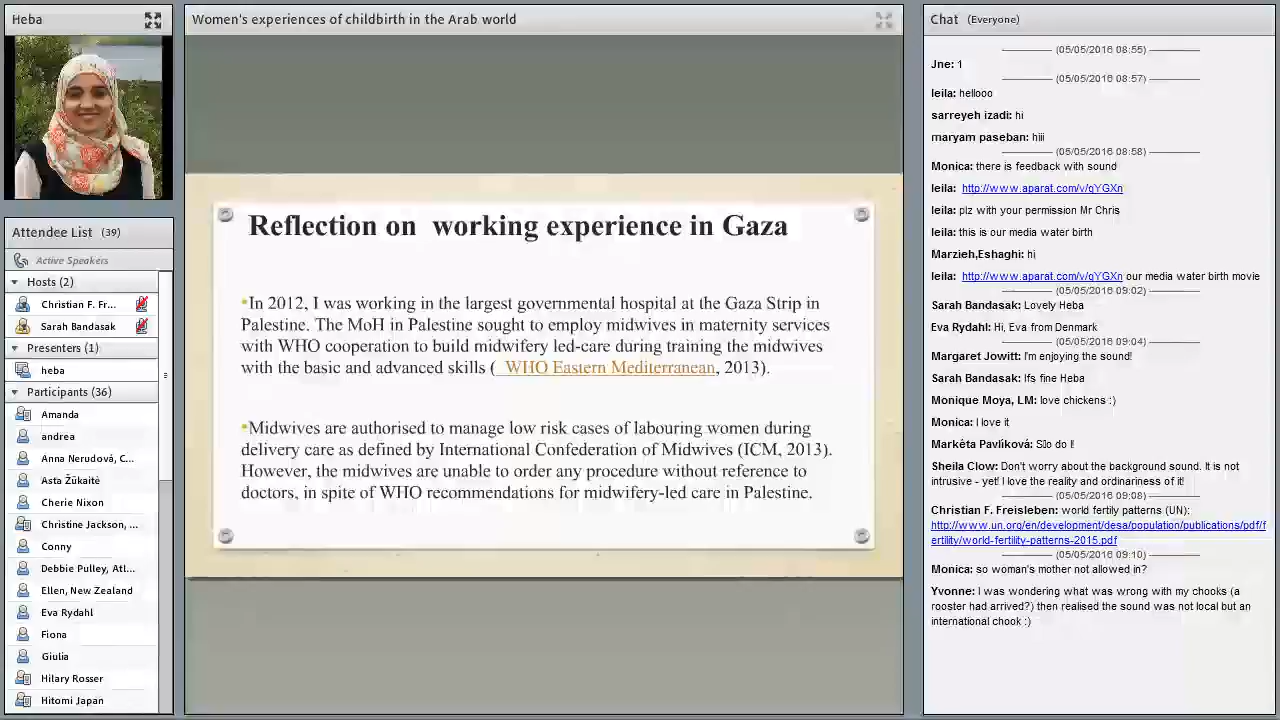 Heba
Attendee List (39)
Active Speakers
Hosts (2)
Christian F. Fr...
Sarah Bandasak
Presenters (1)
heba
Participants (36)
Amanda
andrea
Anna Nerudová, C...
Asta Žūkaitė
Cherie Nixon
Christine Jackson, ...
Conny
Debbie Pulley, Atl...
Ellen, New Zealand
Eva Rydahl
Fiona
Giulia
Hilary Rosser
Hitomi Japan
Women's experiences of childbirth in the Arab world
Reflection on working experience in Gaza
•In 2012, I was working in the largest governmental hospital at the Gaza Strip in
Palestine. The MoH in Palestine sought to employ midwives in maternity services
with WHO cooperation to build midwifery led-care during training the midwives
with the basic and advanced skills ( WHO Eastern Mediterranean, 2013).
•Midwives are authorised to manage low risk cases of labouring women during
delivery care as defined by International Confederation of Midwives (ICM, 2013).
However, the midwives are unable to order any procedure without reference to
doctors, in spite of WHO recommendations for midwifery-led care in Palestine.
Chat (Everyone)
(05/05/2016 08:55)
Jne: 1
(05/05/2016 08:57)
leila: hellooo
sarreyeh izadi: hi
maryam paseban: hiii
(05/05/2016 08:58)
Monica: there is feedback with sound
leila: http://www.aparat.com/v/qYGXn
leila: plz with your permission Mr Chris
leila: this is our media water birth
Marzieh,Eshaghi: hi
leila: http://www.aparat.com/v/qYGXn our media water birth movie
(05/05/2016 09:02)
Sarah Bandasak: Lovely Heba
Eva Rydahl: Hi, Eva from Denmark
(05/05/2016 09:04)
Margaret Jowitt: I'm enjoying the sound!
Sarah Bandasak: Ifs fine Heba
Monique Moya, LM: love chickens :)
Monica: I love it
Markéta Pavlíková: do I!
Sheila Clow: Don't worry about the background sound. It is not
intrusive - yet! I love the reality and ordinariness of it!
(05/05/2016 09:08)
Christian F. Freisleben: world fertily patterns (UN):
http://www.un.org/en/development/desa/population/publications/pdf/f
ertility/world-fertility-patterns-2015.pdf
(05/05/2016 09:10)
Monica: so woman's mother not allowed in?
Yvonne: I was wondering what was wrong with my chooks (a
rooster had arrived?) then realised the sound was not local but an
international chook :)